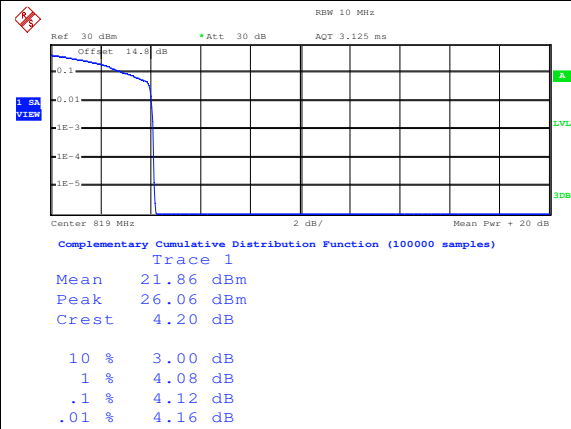 R S
RBW 10 MHz
Ref 30 dBm *Att 30 dB AQT 3.125 ms
Offset 14.8 dB
0.1
A
0.01
1 SA
VIEW
1E-3
LVL
1E-4
1E-5
3DB
Center 819 MHz 2 dB/ Mean Pwr + 20 dB
Complementary Cumulative Distribution Function (100000 samples)
Trace 1
Mean 21.86 dBm
Peak 26.06 dBm
Crest 4.20 dB
10 % 3.00 dB
1 % 4.08 dB
.1 % 4.12 dB
.01 % 4.16 dB